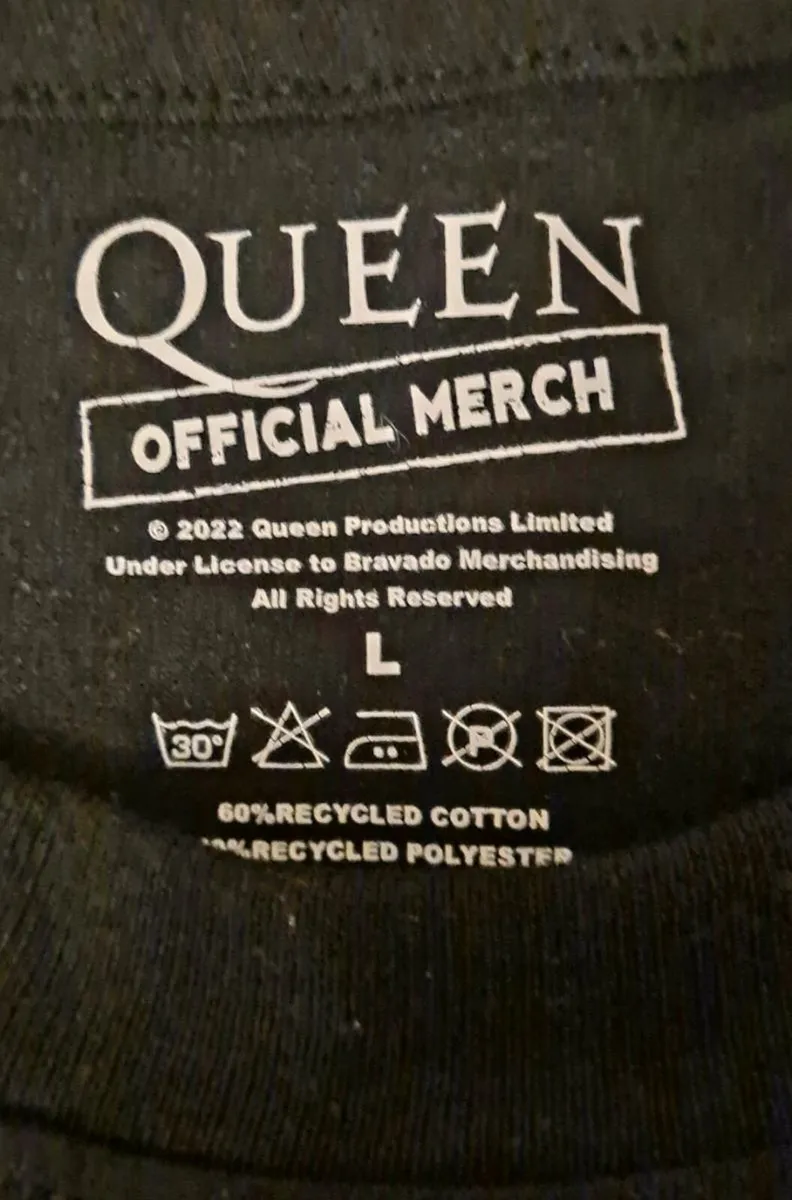 QUEEN
OFFICIAL MERCH
© 2022 Queen Productions Limited
Under License to Bravado Merchandising
All Rights Reserved
L
30° P
60%RECYCLED COTTON
RECYCLED POLYESTER